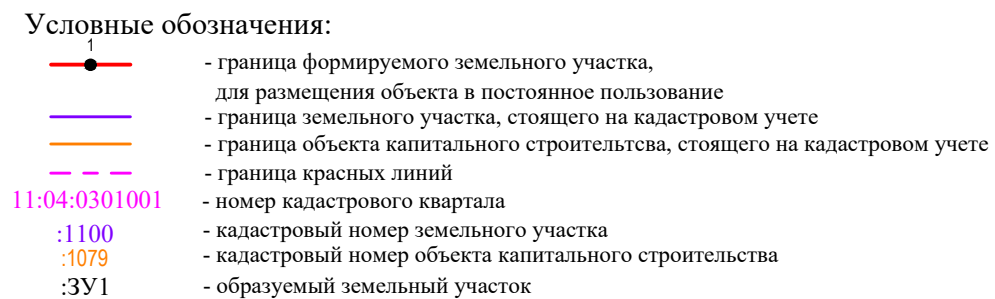 Условные обозначения:
1
- граница формируемого земельного участка,
для размещения объекта в постоянное пользование
- граница земельного участка, стоящего на кадастровом учете
- граница объекта капитального строительтсва, стоящего на кадастровом учете
- граница красных линий
11:04:0301001 - номер кадастрового квартала
:1100 - кадастровый номер земельного участка
:1079 - кадастровый номер объекта капитального строительства
:ЗУ1 - образуемый земельный участок